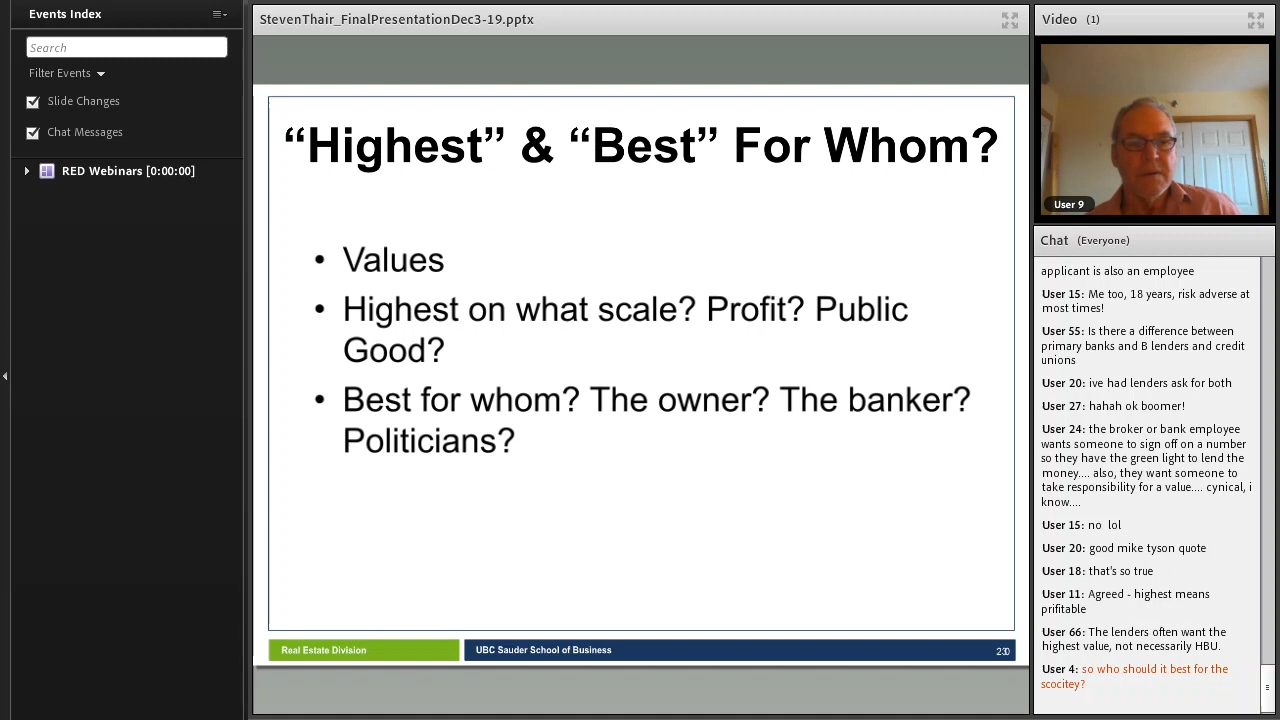 Events Index
Search
Filter Events
Slide Changes
Chat Messages
RED Webinars [0:00:00]
StevenThair_FinalPresentationDec3-19.pptx
“Highest” & “Best” For Whom?
• Values
• Highest on what scale? Profit? Public
Good?
• Best for whom? The owner? The banker?
Politicians?
Real Estate Division
UBC Sauder School of Business
Video (1)
User 9
Chat (Everyone)
applicant is also an employee
User 15: Me too, 18 years, risk adverse at
most times!
User 55: Is there a difference between
primary banks and B lenders and credit
unions
User 20: ive had lenders ask for both
User 27: hahah ok boomer!
User 24: the broker or bank employee
wants someone to sign off on a number
so they have the green light to lend the
money.... also, they want someone to
take responsibility for a value.... cynical, i
know....
User 15: no lol
User 20: good mike tyson quote
User 18: that's so true
User 11: Agreed - highest means
profitable
User 66: The lenders often want the
highest value, not necessarily HBU.
User 4: so who should it best for the
scocitey?